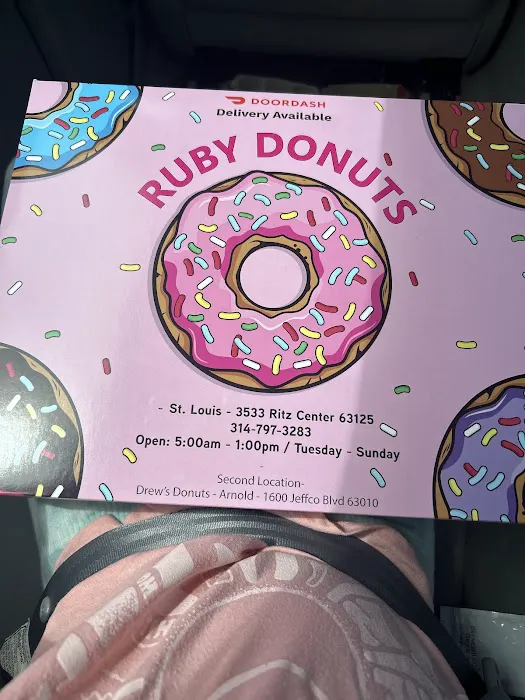 DOORDASH
Delivery Available
RUBY DONUTS
- St. Louis - 3533 Ritz Center 63125
314-797-3283
Open: 5:00am - 1:00pm / Tuesday - Sunday
-
Second Location-
Drew's Donuts - Arnold - 1600 Jeffco Blvd 63010